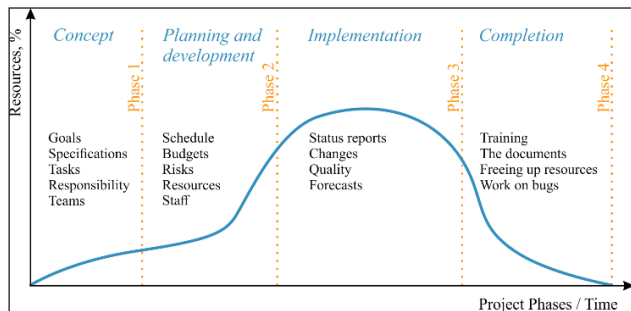 Resources, %
Concept
Planning and
development
Implementation
Completion
Phase 1
Phase 2
Phase 3
Phase 4
Goals
Specifications
Tasks
Responsibility
Teams
Schedule
Budgets
Risks
Resources
Staff
Status reports
Changes
Quality
Forecasts
Training
The documents
Freeing up resources
Work on bugs
Project Phases / Time